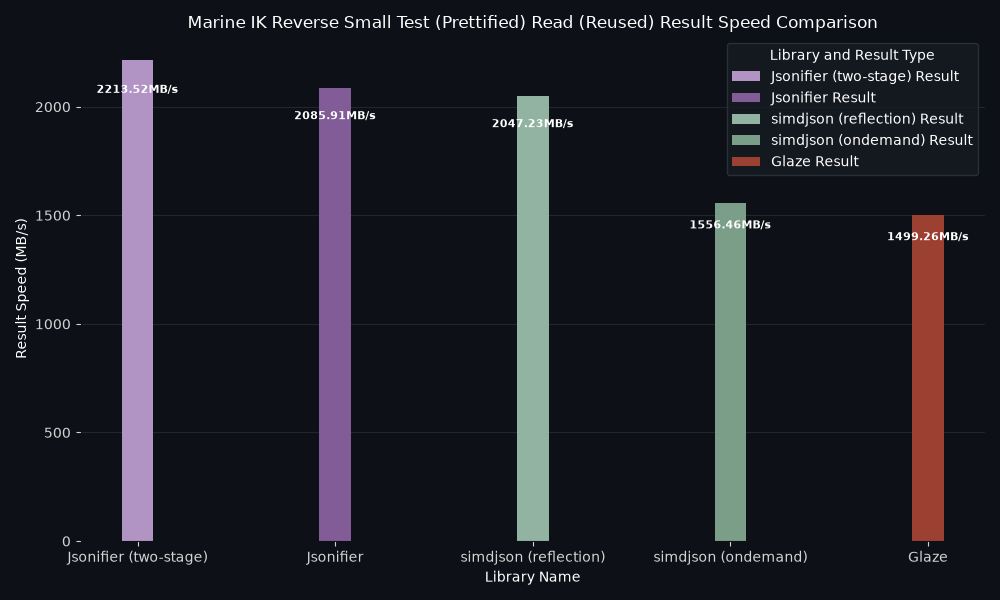 Marine IK Reverse Small Test (Prettified) Read (Reused) Result Speed Comparison
Library and Result Type
Jsonifier (two-stage) Result
Jsonifier Result
simdjson (reflection) Result
simdjson (ondemand) Result
Glaze Result
2213.52MB/s
2085.91MB/s
2047.23MB/s
1556.46MB/s
1499.26MB/s
Result Speed (MB/s)
2000
1500
1000
500
0
Jsonifier (two-stage)
Jsonifier
simdjson (reflection)
simdjson (ondemand)
Glaze
Library Name